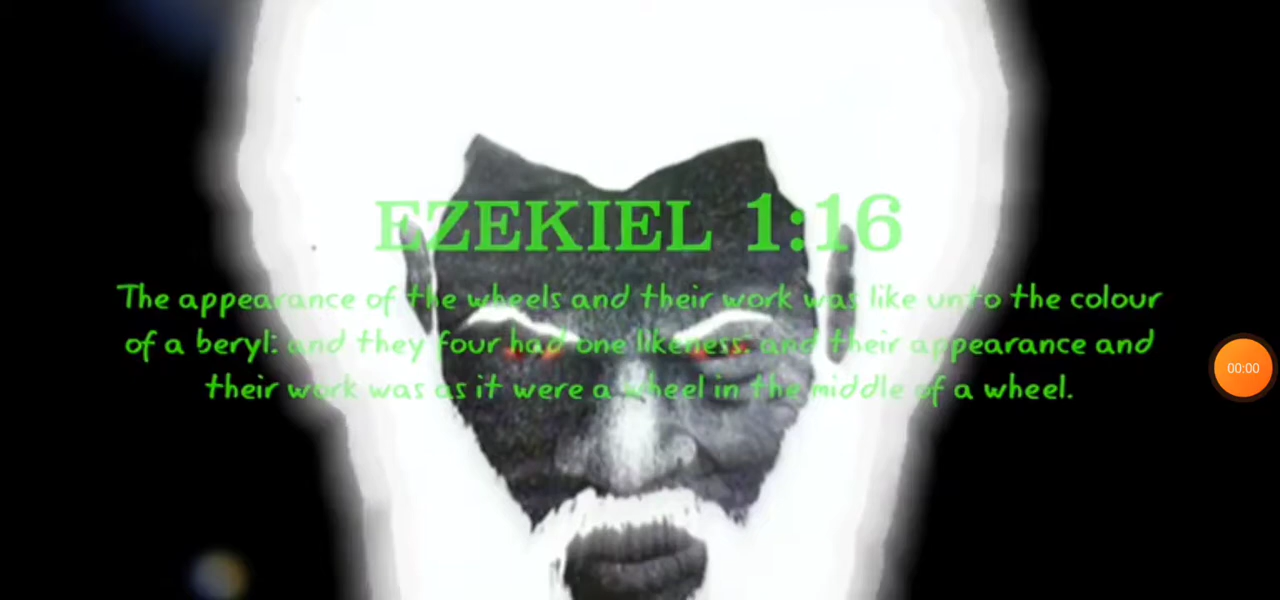 EZEKIEL 1:16
The appearance of the wheels and their work was like unto the colour
of a beryl: and they four had one likeness: and their appearance and
their work was as it were a wheel in the middle of a wheel.
00:00